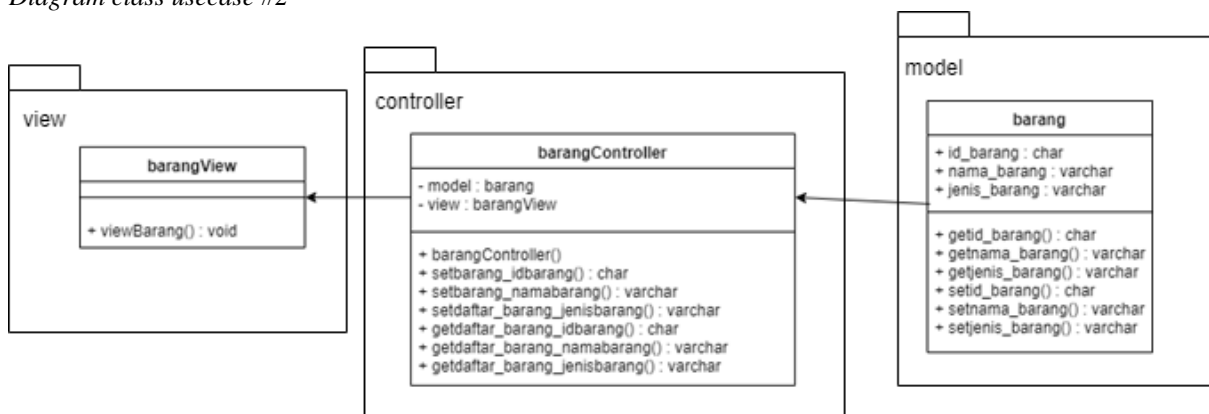 Diagram class usecase #2
view
barangView
+ viewBarang() : void
controller
barangController
- model : barang
- view : barangView
+ barangController()
+ setbarang_idbarang() : char
+ setbarang_namabarang() : varchar
+ setdaftar_barang_jenisbarang() : varchar
+ getdaftar_barang_idbarang() : char
+ getdaftar_barang_namabarang() : varchar
+ getdaftar_barang_jenisbarang() : varchar
model
barang
+ id_barang : char
+ nama_barang : varchar
+ jenis_barang : varchar
+ getid_barang() : char
+ getnama_barang() : varchar
+ getjenis_barang() : varchar
+ setid_barang() : char
+ setnama_barang() : varchar
+ setjenis_barang() : varchar